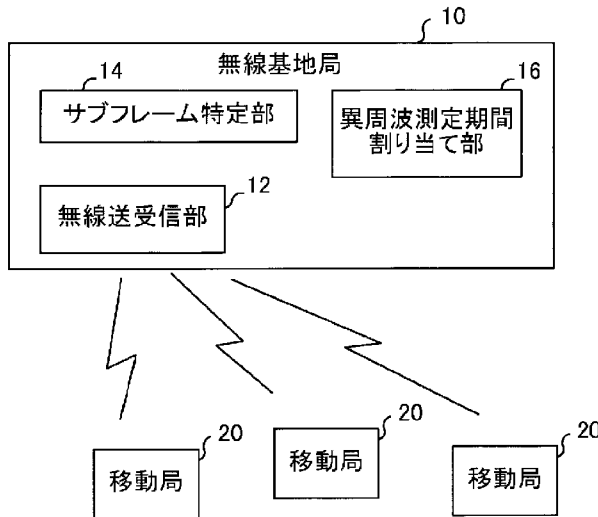 10
無線基地局
14
サブフレーム特定部
16
異周波測定期間
割り当て部
12
無線送受信部
20
移動局
20
移動局
20
移動局